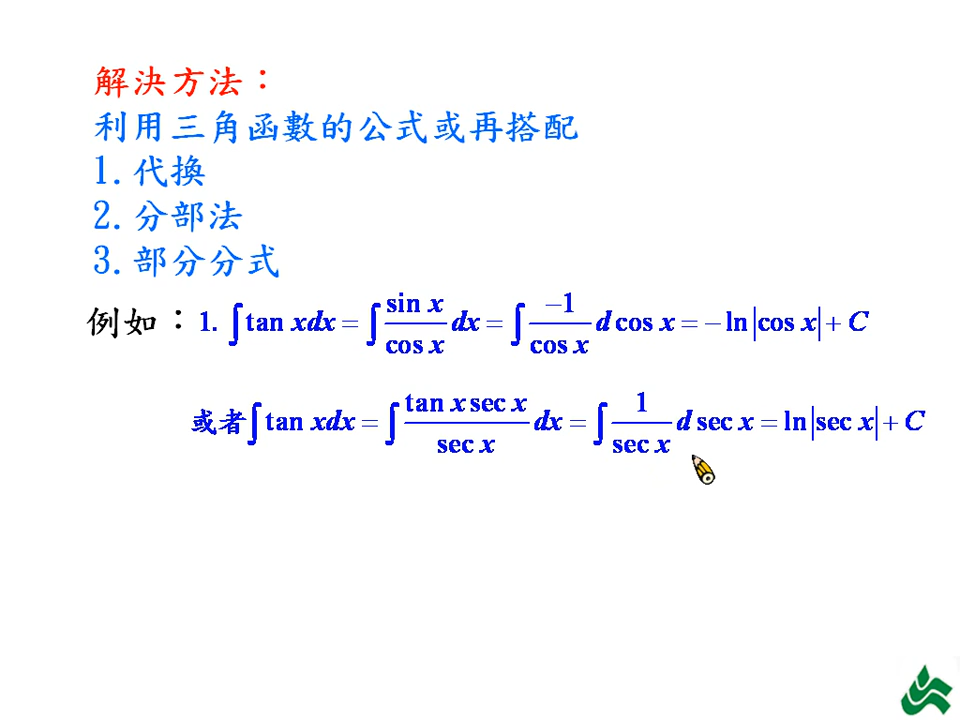 解決方法：
利用三角函數的公式或再搭配
1.代換
2.分部法
3.部分分式
例如：1. ∫tan xdx = ∫ sin x / cos x dx = ∫ −1 / cos x d cos x = −ln|cos x| + C
或者∫tan xdx = ∫ tan x sec x / sec x dx = ∫ 1 / sec x d sec x = ln|sec x| + C